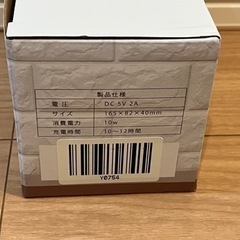 製品仕様
電圧 DC 5V 2A
サイズ 165×82×40mm
消費電力 10w
充電時間 10～12時間
Y0754